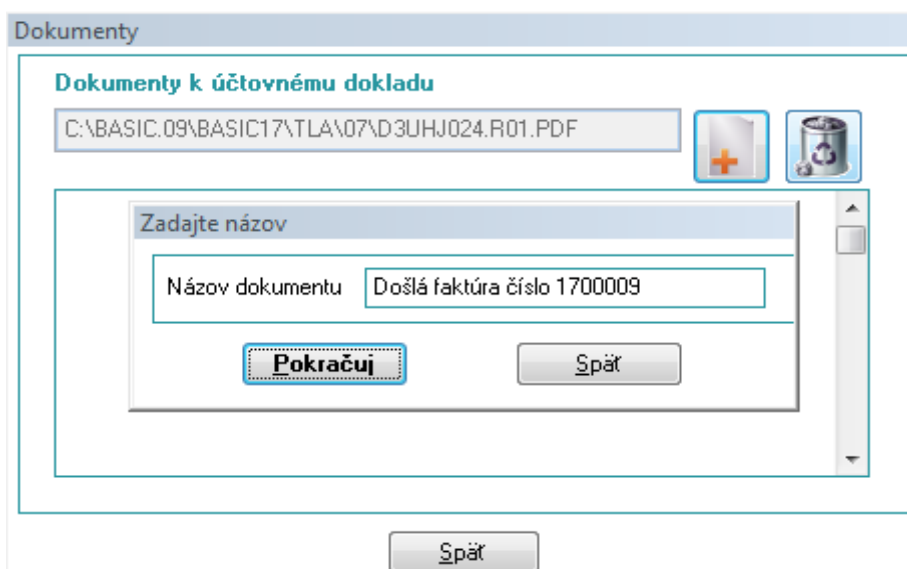 Dokumenty
Dokumenty k účtovnému dokladu
C:\BASIC.09\BASIC17\TLA\07\D3UHJ024.R01.PDF
Zadajte názov
Názov dokumentu Došlá faktúra číslo 1700009
Pokračuj Späť
Späť